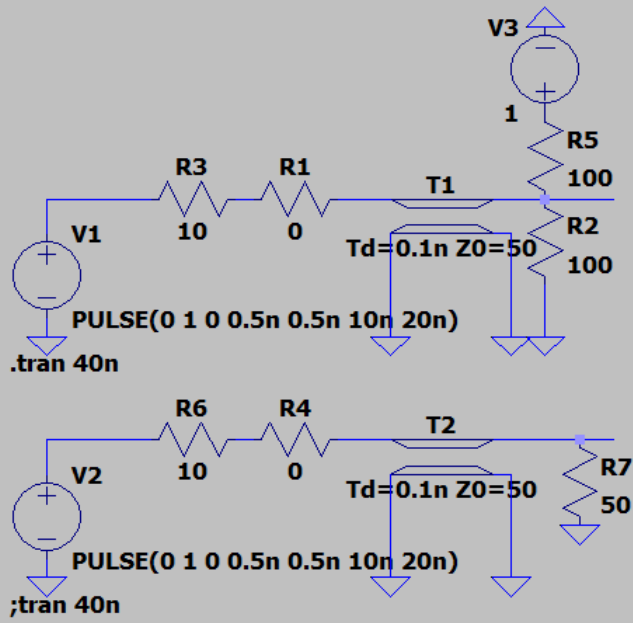 V3
1
R5
100
R3
10
R1
0
T1
Td=0.1n Z0=50
R2
100
V1
PULSE(0 1 0 0.5n 0.5n 10n 20n)
.tran 40n
R6
10
R4
0
T2
Td=0.1n Z0=50
R7
50
V2
PULSE(0 1 0 0.5n 0.5n 10n 20n)
;tran 40n